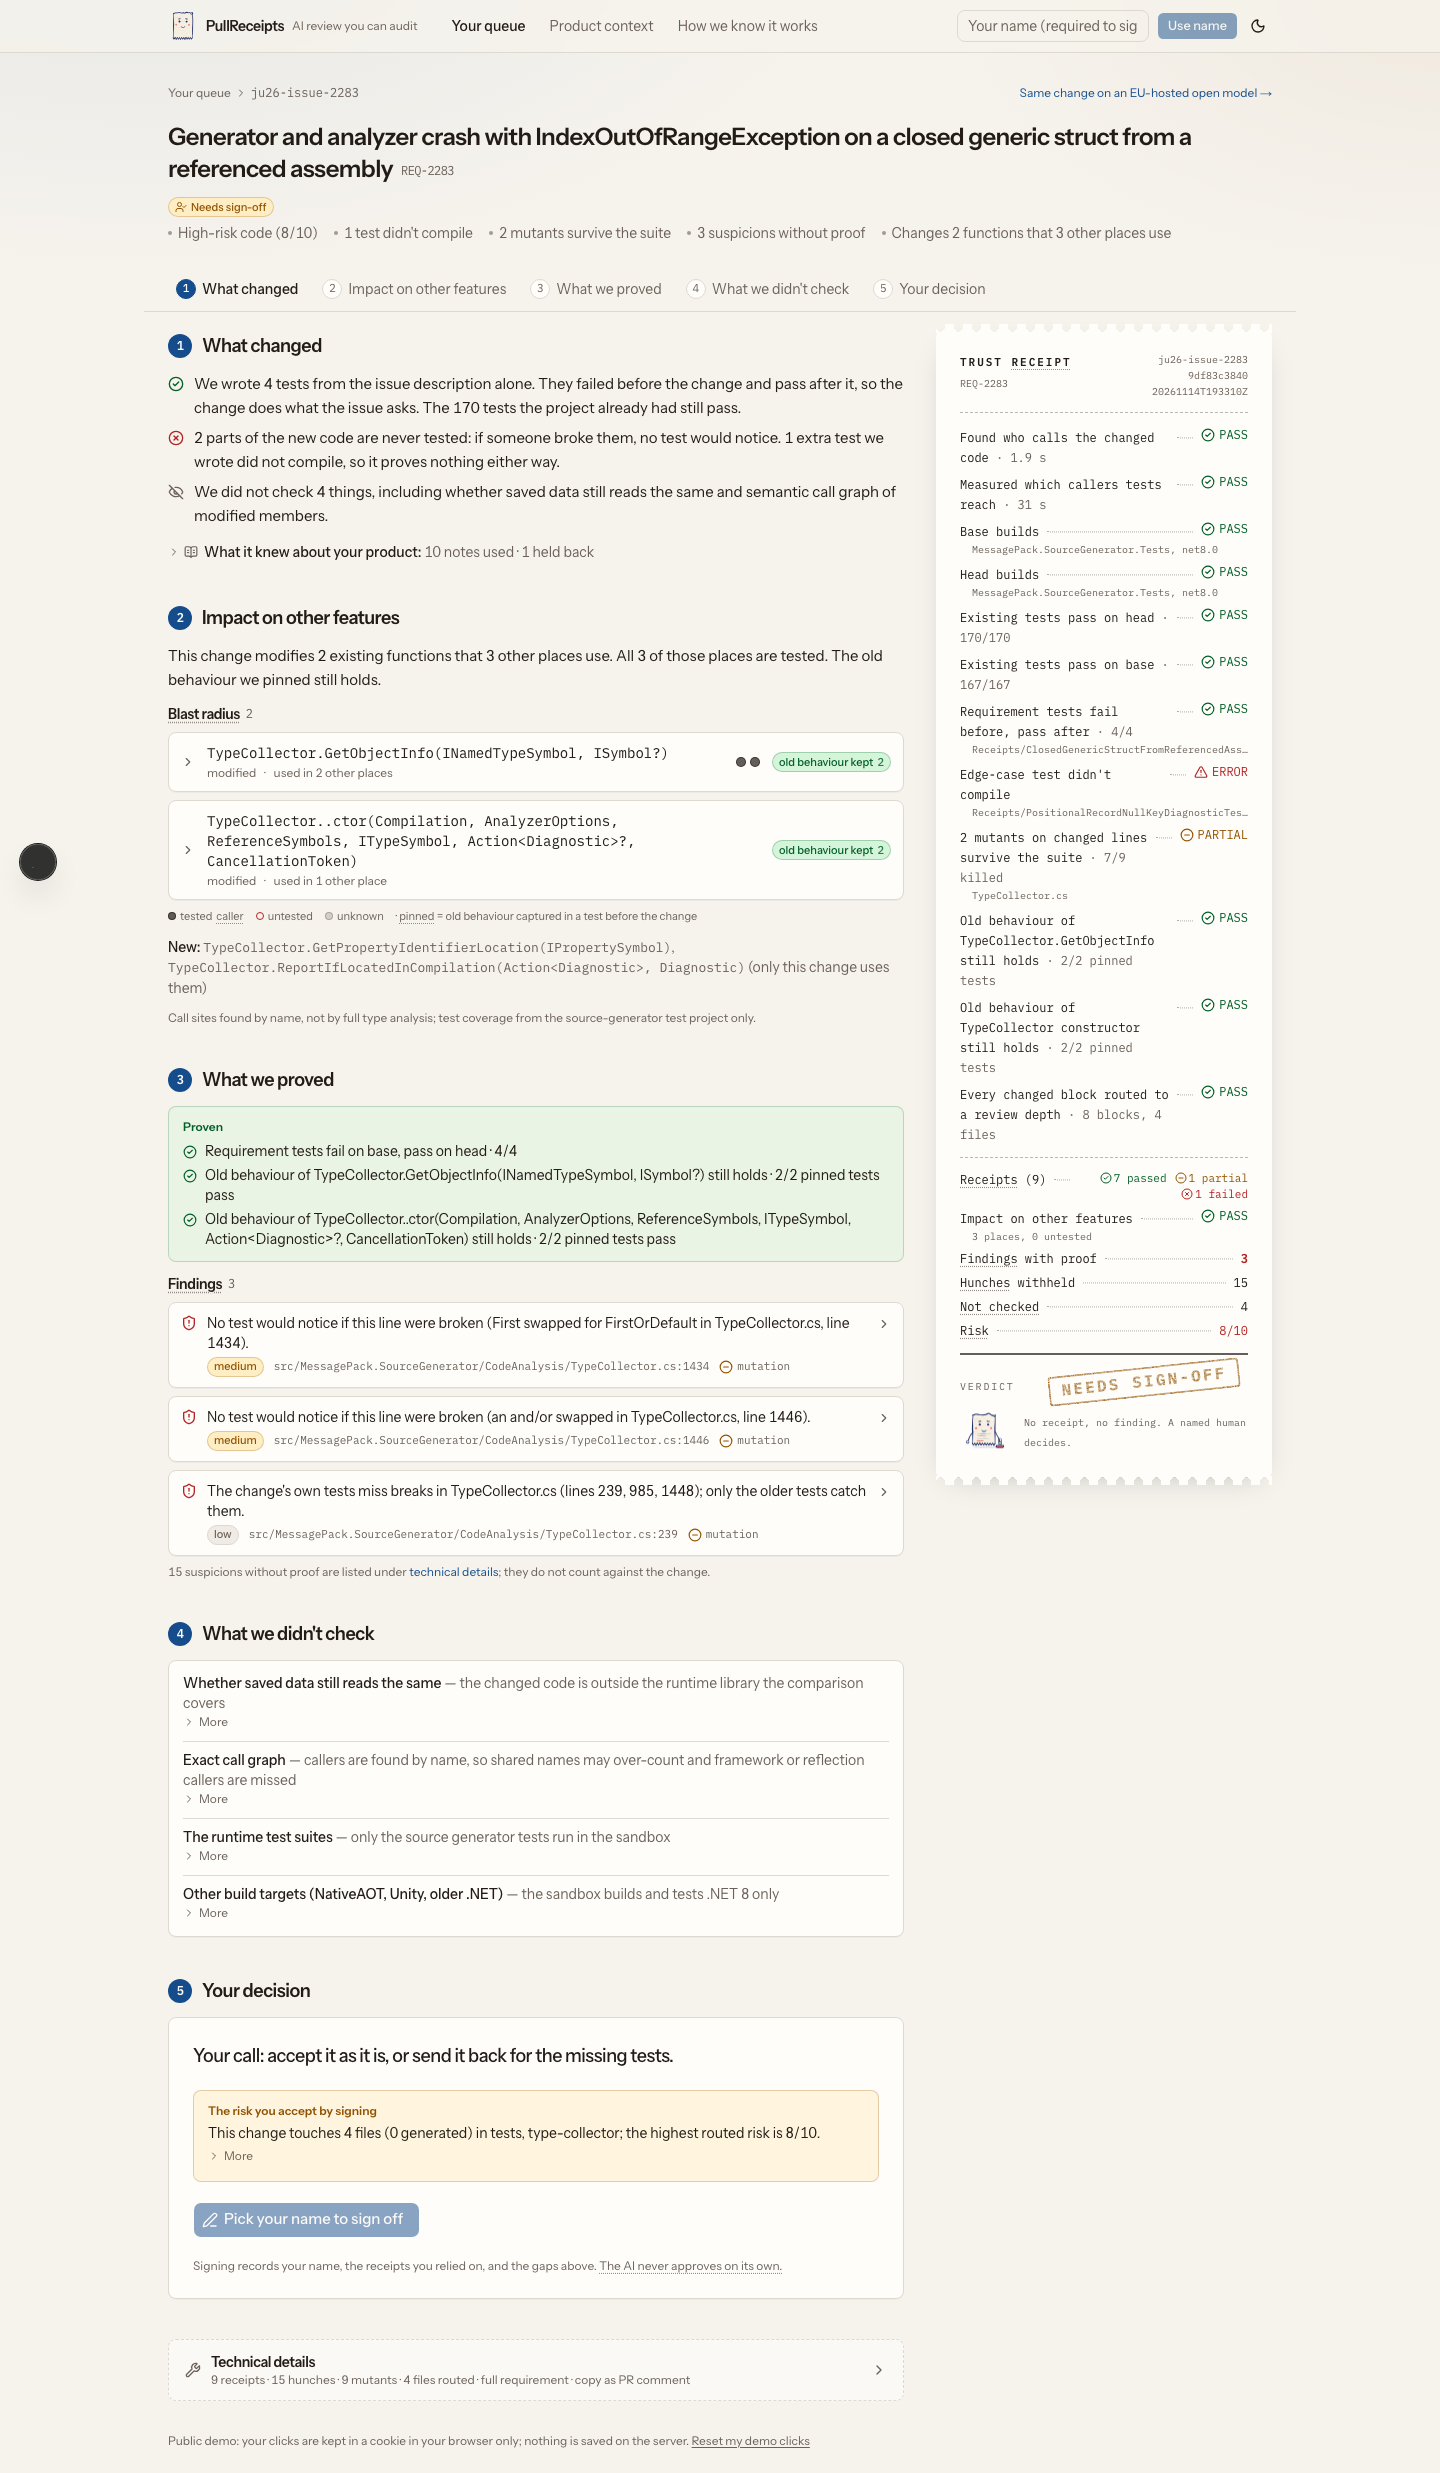 PullReceipts AI review you can audit Your queue Product context How we know it works Your name (required to sig Use name
Your queue > ju26-issue-2283
Same change on an EU-hosted open model →
Generator and analyzer crash with IndexOutOfRangeException on a closed generic struct from a
referenced assembly REQ-2283
Needs sign-off
• High-risk code (8/10) • 1 test didn't compile • 2 mutants survive the suite • 3 suspicions without proof • Changes 2 functions that 3 other places use
1 What changed 2 Impact on other features 3 What we proved 4 What we didn't check 5 Your decision
1 What changed
We wrote 4 tests from the issue description alone. They failed before the change and pass after it, so the
change does what the issue asks. The 170 tests the project already had still pass.
2 parts of the new code are never tested: if someone broke them, no test would notice. 1 extra test we
wrote did not compile, so it proves nothing either way.
We did not check 4 things, including whether saved data still reads the same and semantic call graph of
modified members.
What it knew about your product: 10 notes used · 1 held back
2 Impact on other features
This change modifies 2 existing functions that 3 other places use. All 3 of those places are tested. The old
behaviour we pinned still holds.
Blast radius 2
TypeCollector.GetObjectInfo(INamedTypeSymbol, ISymbol?)
modified · used in 2 other places
old behaviour kept 2
TypeCollector..ctor(Compilation, AnalyzerOptions,
ReferenceSymbols, ITypeSymbol, Action<Diagnostic>?,
CancellationToken)
modified · used in 1 other place
old behaviour kept 2
tested caller untested unknown · pinned = old behaviour captured in a test before the change
New: TypeCollector.GetPropertyIdentifierLocation(IPropertySymbol),
TypeCollector.ReportIfLocatedInCompilation(Action<Diagnostic>, Diagnostic) (only this change uses
them)
Call sites found by name, not by full type analysis; test coverage from the source-generator test project only.
3 What we proved
Proven
Requirement tests fail on base, pass on head · 4/4
Old behaviour of TypeCollector.GetObjectInfo(INamedTypeSymbol, ISymbol?) still holds · 2/2 pinned tests
pass
Old behaviour of TypeCollector..ctor(Compilation, AnalyzerOptions, ReferenceSymbols, ITypeSymbol,
Action<Diagnostic>?, CancellationToken) still holds · 2/2 pinned tests pass
Findings 3
No test would notice if this line were broken (First swapped for FirstOrDefault in TypeCollector.cs, line
1434).
medium src/MessagePack.SourceGenerator/CodeAnalysis/TypeCollector.cs:1434 mutation
No test would notice if this line were broken (an and/or swapped in TypeCollector.cs, line 1446).
medium src/MessagePack.SourceGenerator/CodeAnalysis/TypeCollector.cs:1446 mutation
The change's own tests miss breaks in TypeCollector.cs (lines 239, 985, 1448); only the older tests catch
them.
low src/MessagePack.SourceGenerator/CodeAnalysis/TypeCollector.cs:239 mutation
15 suspicions without proof are listed under technical details; they do not count against the change.
4 What we didn't check
Whether saved data still reads the same — the changed code is outside the runtime library the comparison
covers
More
Exact call graph — callers are found by name, so shared names may over-count and framework or reflection
callers are missed
More
The runtime test suites — only the source generator tests run in the sandbox
More
Other build targets (NativeAOT, Unity, older .NET) — the sandbox builds and tests .NET 8 only
More
5 Your decision
Your call: accept it as it is, or send it back for the missing tests.
The risk you accept by signing
This change touches 4 files (0 generated) in tests, type-collector; the highest routed risk is 8/10.
More
Pick your name to sign off
Signing records your name, the receipts you relied on, and the gaps above. The AI never approves on its own.
Technical details
9 receipts · 15 hunches · 9 mutants · 4 files routed · full requirement · copy as PR comment
Public demo: your clicks are kept in a cookie in your browser only; nothing is saved on the server. Reset my demo clicks
TRUST RECEIPT
REQ-2283
ju26-issue-2283
9df83c3840
20261114T193310Z
Found who calls the changed PASS
code · 1.9 s
Measured which callers tests PASS
reach · 31 s
Base builds PASS
MessagePack.SourceGenerator.Tests, net8.0
Head builds PASS
MessagePack.SourceGenerator.Tests, net8.0
Existing tests pass on head · PASS
170/170
Existing tests pass on base · PASS
167/167
Requirement tests fail PASS
before, pass after · 4/4
Receipts/ClosedGenericStructFromReferencedAss…
Edge-case test didn't ERROR
compile
Receipts/PositionalRecordNullKeyDiagnosticTes…
2 mutants on changed lines PARTIAL
survive the suite · 7/9
killed
TypeCollector.cs
Old behaviour of PASS
TypeCollector.GetObjectInfo
still holds · 2/2 pinned
tests
Old behaviour of PASS
TypeCollector constructor
still holds · 2/2 pinned
tests
Every changed block routed to PASS
a review depth · 8 blocks, 4
files
Receipts (9) 7 passed 1 partial
1 failed
Impact on other features PASS
3 places, 0 untested
Findings with proof 3
Hunches withheld 15
Not checked 4
Risk 8/10
VERDICT NEEDS SIGN-OFF
No receipt, no finding. A named human
decides.